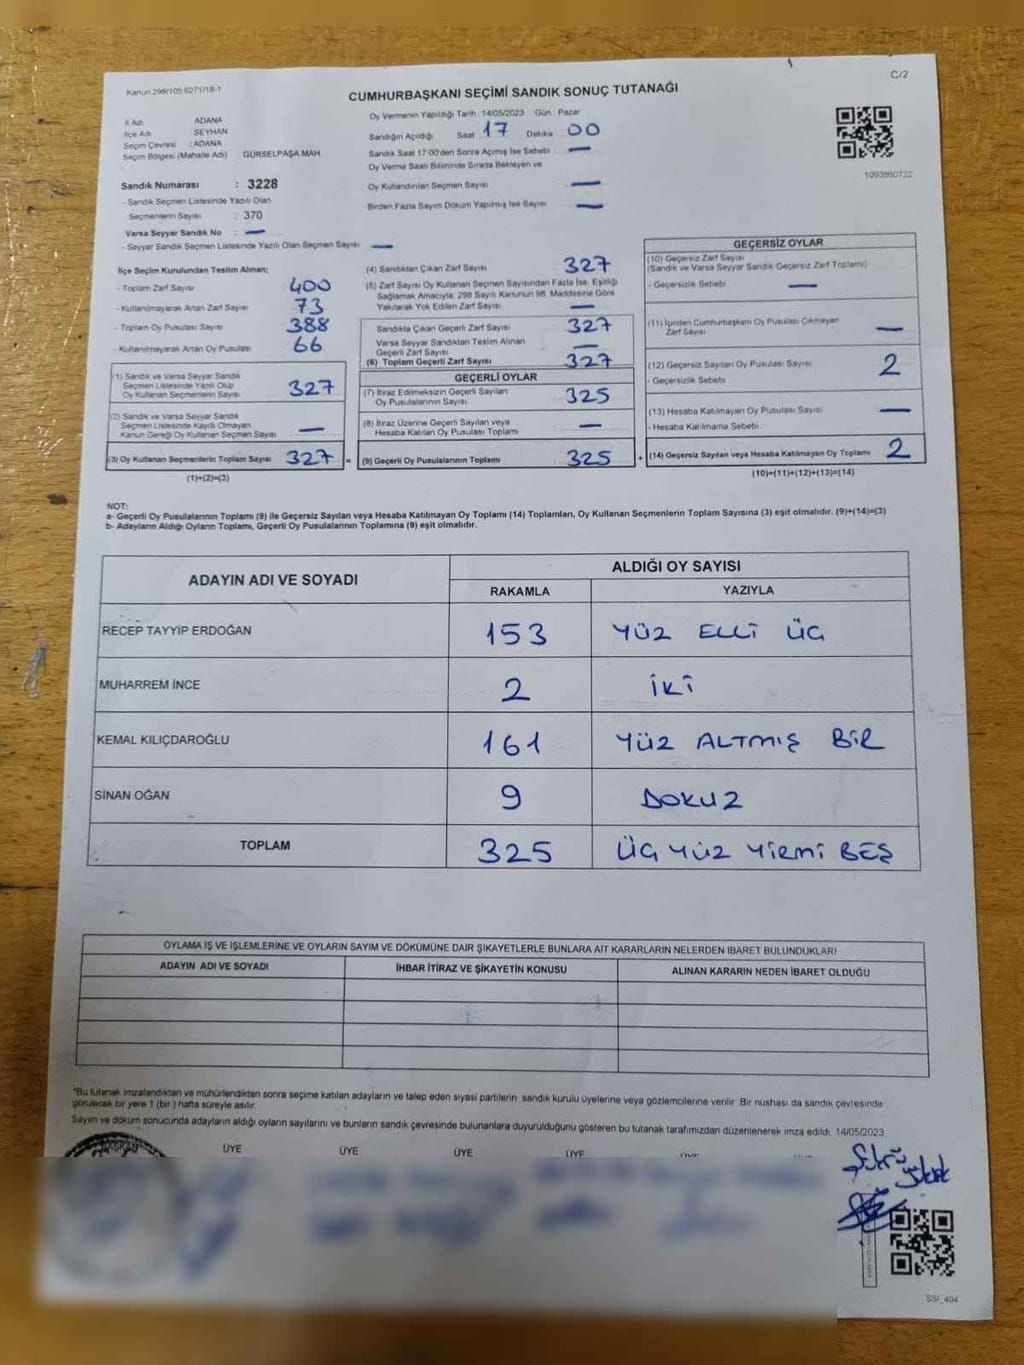 Kanun 298/105,6271/18-1
C/2
CUMHURBAŞKANI SEÇİMİ SANDIK SONUÇ TUTANAĞI
İl Adı ADANA
İlçe Adı SEYHAN
Seçim Çevresi : ADANA
Seçim Bölgesi (Mahalle Adı) GÜRSELPAŞA MAH.
Sandık Numarası : 3228
- Sandık Seçmen Listesinde Yazılı Olan
Seçmenlerin Sayısı : 370
Varsa Seyyar Sandık No : —
- Seyyar Sandık Seçmen Listesinde Yazılı Olan Seçmen Sayısı —
Oy Vermenin Yapıldığı Tarih : 14/05/2023 Gün : Pazar
Sandığın Açıldığı Saat 17 Dakika 00
Sandık Saat 17:00'den Sonra Açılmış İse Sebebi —
Oy Verme Saati Bitiminde Sırada Bekleyen ve
Oy Kullandırılan Seçmen Sayısı —
Birden Fazla Sayım Döküm Yapılmış İse Sayısı —
1093860722
İlçe Seçim Kurulundan Teslim Alınan;
- Toplam Zarf Sayısı 400
- Kullanılmayarak Artan Zarf Sayısı 73
- Toplam Oy Pusulası Sayısı 388
- Kullanılmayarak Artan Oy Pusulası 66
(1) Sandık ve Varsa Seyyar Sandık
Seçmen Listesinde Yazılı Olup
Oy Kullanan Seçmenlerin Sayısı 327
(2) Sandık ve Varsa Seyyar Sandık
Seçmen Listesinde Kayıtlı Olmayan
Kanun Gereği Oy Kullanan Seçmen Sayısı —
(3) Oy Kullanan Seçmenlerin Toplam Sayısı 327 =
(1)+(2)=(3)
(4) Sandıktan Çıkan Zarf Sayısı 327
(5) Zarf Sayısı Oy Kullanan Seçmen Sayısından Fazla İse, Eşitliği
Sağlamak Amacıyla; 298 Sayılı Kanunun 98. Maddesine Göre
Yakılarak Yok Edilen Zarf Sayısı —
Sandıkta Çıkan Geçerli Zarf Sayısı 327
Varsa Seyyar Sandıktan Teslim Alınan
Geçerli Zarf Sayısı —
(6) Toplam Geçerli Zarf Sayısı 327
GEÇERLİ OYLAR
(7) İtiraz Edilmeksizin Geçerli Sayılan
Oy Pusulalarının Sayısı 325
(8) İtiraz Üzerine Geçerli Sayılan veya
Hesaba Katılan Oy Pusulası Toplamı —
(9) Geçerli Oy Pusulalarının Toplamı 325 +
GEÇERSİZ OYLAR
(10) Geçersiz Zarf Sayısı
(Sandık ve Varsa Seyyar Sandık Geçersiz Zarf Toplamı)
- Geçersizlik Sebebi —
(11) İçinden Cumhurbaşkanı Oy Pusulası Çıkmayan
Zarf Sayısı —
(12) Geçersiz Sayılan Oy Pusulası Sayısı 2
- Geçersizlik Sebebi
(13) Hesaba Katılmayan Oy Pusulası Sayısı —
- Hesaba Katılmama Sebebi :
(14) Geçersiz Sayılan veya Hesaba Katılmayan Oy Toplamı 2
(10)+(11)+(12)+(13)=(14)
NOT:
a- Geçerli Oy Pusulalarının Toplamı (9) ile Geçersiz Sayılan veya Hesaba Katılmayan Oy Toplamı (14) Toplamları, Oy Kullanan Seçmenlerin Toplam Sayısına (3) eşit olmalıdır. (9)+(14)=(3)
b- Adayların Aldığı Oyların Toplamı, Geçerli Oy Pusulalarının Toplamına (9) eşit olmalıdır.
ADAYIN ADI VE SOYADI
ALDIĞI OY SAYISI
RAKAMLA YAZIYLA
RECEP TAYYİP ERDOĞAN 153 YÜZ ELLİ ÜÇ
MUHARREM İNCE 2 İKİ
KEMAL KILIÇDAROĞLU 161 YÜZ ALTMIŞ BİR
SİNAN OĞAN 9 DOKUZ
TOPLAM 325 ÜÇ YÜZ YİRMİ BEŞ
OYLAMA İŞ VE İŞLEMLERİNE VE OYLARIN SAYIM VE DÖKÜMÜNE DAİR ŞİKAYETLERLE BUNLARA AİT KARARLARIN NELERDEN İBARET BULUNDUKLARI
ADAYIN ADI VE SOYADI İHBAR İTİRAZ VE ŞİKAYETİN KONUSU ALINAN KARARIN NEDEN İBARET OLDUĞU
"Bu tutanak imzalandıktan ve mühürlendikten sonra seçime katılan adayların ve talep eden siyasi partilerin sandık kurulu üyelerine veya gözlemcilerine verilir. Bir nüshası da sandık çevresinde
görülecek bir yere 1 (bir) hafta süreyle asılır.
Sayım ve döküm sonucunda adayların aldığı oyların sayılarını ve bunların sandık çevresinde bulunanlara duyurulduğunu gösteren bu tutanak tarafımızdan düzenlenerek imza edildi. 14/05/2023
BAŞKAN ÜYE ÜYE ÜYE ÜYE
SSI_404